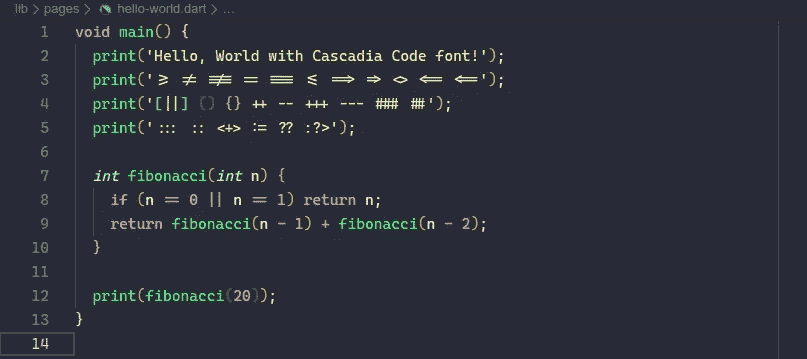 lib > pages > hello-world.dart > ...
1 void main() {
2 print('Hello, World with Cascadia Code font!');
3 print('>= != !== == === <= ==> => <> <== <=');
4 print('[||] {} {} ++ -- +++ --- ### ##');
5 print('::: :: <+> := ?? :?>');
6
7 int fibonacci(int n) {
8 if (n == 0 || n == 1) return n;
9 return fibonacci(n - 1) + fibonacci(n - 2);
10 }
11
12 print(fibonacci(20));
13 }
14